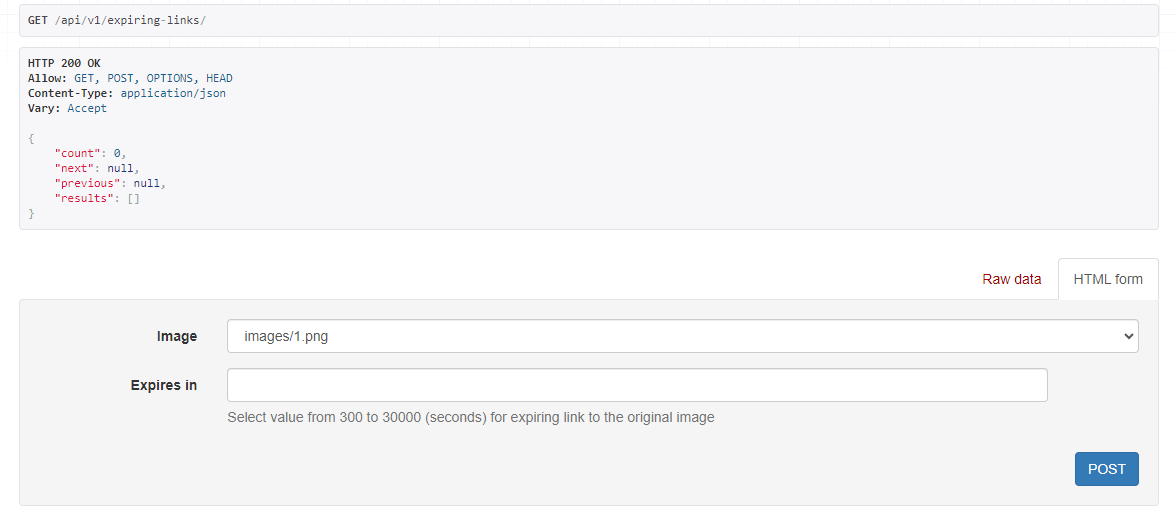 GET /api/v1/expiring-links/
HTTP 200 OK
Allow: GET, POST, OPTIONS, HEAD
Content-Type: application/json
Vary: Accept
{
    "count": 0,
    "next": null,
    "previous": null,
    "results": []
}
Raw data HTML form
Image images/1.png
Expires in
Select value from 300 to 30000 (seconds) for expiring link to the original image
POST